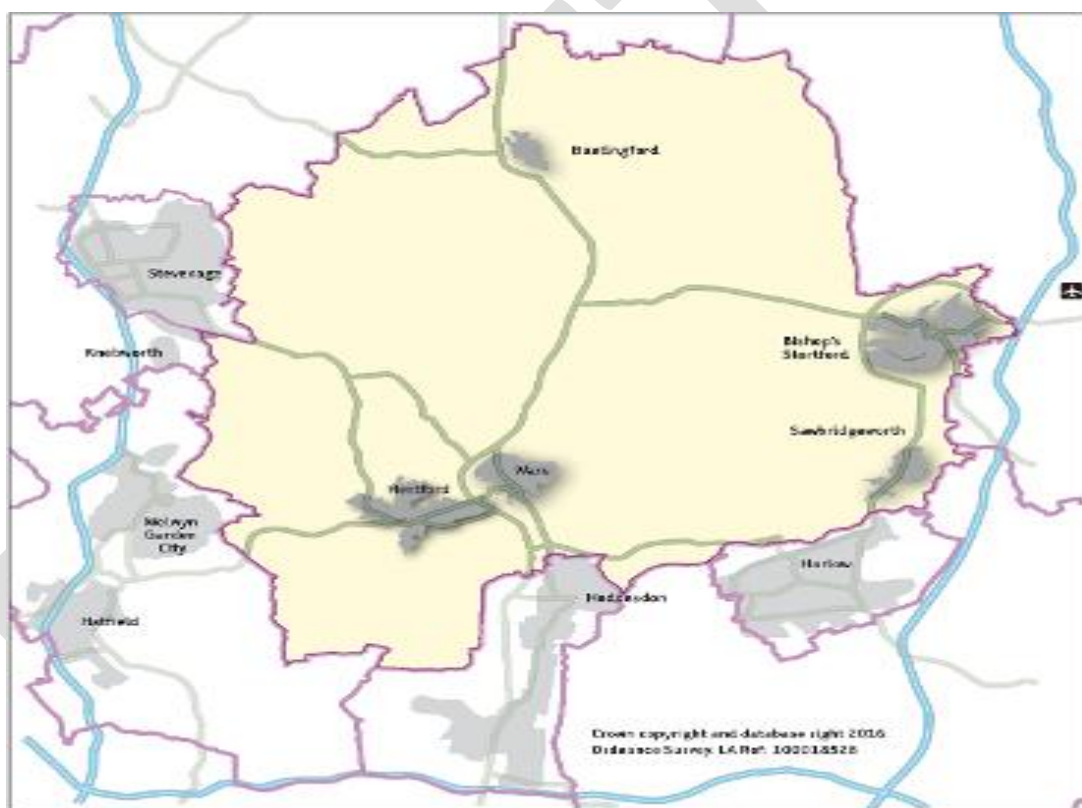 Buntingford
Stevenage
Knebworth
Bishop's
Stortford
Sawbridgeworth
Ware
Hertford
Welwyn
Garden
City
Harlow
Hoddesdon
Hatfield
Crown copyright and database right 2016
Ordnance Survey. LA Ref: 100018528